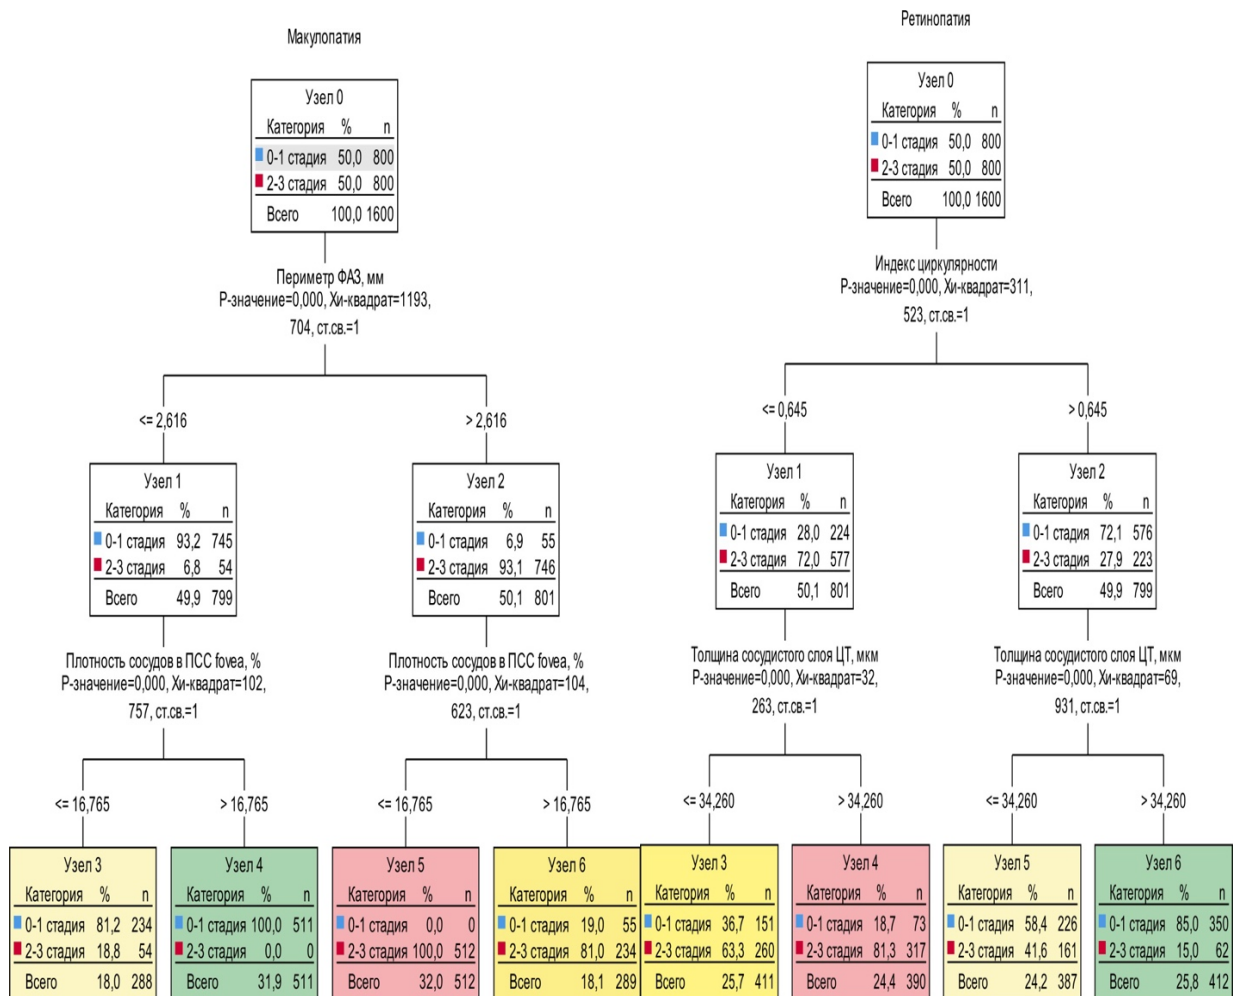 Макулопатия
Узел 0
Категория % n
0-1 стадия 50,0 800
2-3 стадия 50,0 800
Всего 100,0 1600
Периметр ФАЗ, мм
Р-значение=0,000, Хи-квадрат=1193,
704, ст.св.=1
<= 2,616
> 2,616
Узел 1
Категория % n
0-1 стадия 93,2 745
2-3 стадия 6,8 54
Всего 49,9 799
Узел 2
Категория % n
0-1 стадия 6,9 55
2-3 стадия 93,1 746
Всего 50,1 801
Плотность сосудов в ПСС fovea, %
Р-значение=0,000, Хи-квадрат=102,
757, ст.св.=1
Плотность сосудов в ПСС fovea, %
Р-значение=0,000, Хи-квадрат=104,
623, ст.св.=1
<= 16,765
> 16,765
<= 16,765
> 16,765
Узел 3
Категория % n
0-1 стадия 81,2 234
2-3 стадия 18,8 54
Всего 18,0 288
Узел 4
Категория % n
0-1 стадия 100,0 511
2-3 стадия 0,0 0
Всего 31,9 511
Узел 5
Категория % n
0-1 стадия 0,0 0
2-3 стадия 100,0 512
Всего 32,0 512
Узел 6
Категория % n
0-1 стадия 19,0 55
2-3 стадия 81,0 234
Всего 18,1 289
Ретинопатия
Узел 0
Категория % n
0-1 стадия 50,0 800
2-3 стадия 50,0 800
Всего 100,0 1600
Индекс циркулярности
Р-значение=0,000, Хи-квадрат=311,
523, ст.св.=1
<= 0,645
> 0,645
Узел 1
Категория % n
0-1 стадия 28,0 224
2-3 стадия 72,0 577
Всего 50,1 801
Узел 2
Категория % n
0-1 стадия 72,1 576
2-3 стадия 27,9 223
Всего 49,9 799
Толщина сосудистого слоя ЦТ, мкм
Р-значение=0,000, Хи-квадрат=32,
263, ст.св.=1
Толщина сосудистого слоя ЦТ, мкм
Р-значение=0,000, Хи-квадрат=69,
931, ст.св.=1
<= 34,260
> 34,260
<= 34,260
> 34,260
Узел 3
Категория % n
0-1 стадия 36,7 151
2-3 стадия 63,3 260
Всего 25,7 411
Узел 4
Категория % n
0-1 стадия 18,7 73
2-3 стадия 81,3 317
Всего 24,4 390
Узел 5
Категория % n
0-1 стадия 58,4 226
2-3 стадия 41,6 161
Всего 24,2 387
Узел 6
Категория % n
0-1 стадия 85,0 350
2-3 стадия 15,0 62
Всего 25,8 412